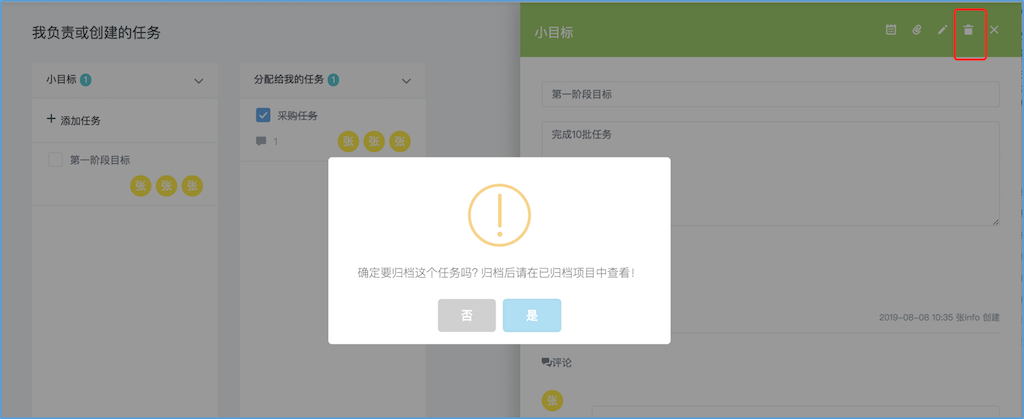 我负责或创建的任务
小目标 1
+ 添加任务
第一阶段目标
张 张 张
分配给我的任务 1
采购任务
1
张 张 张
小目标
第一阶段目标
完成10批任务
确定要归档这个任务吗? 归档后请在已归档项目中查看!
否 是
2019-08-08 10:35 张info 创建
评论
张